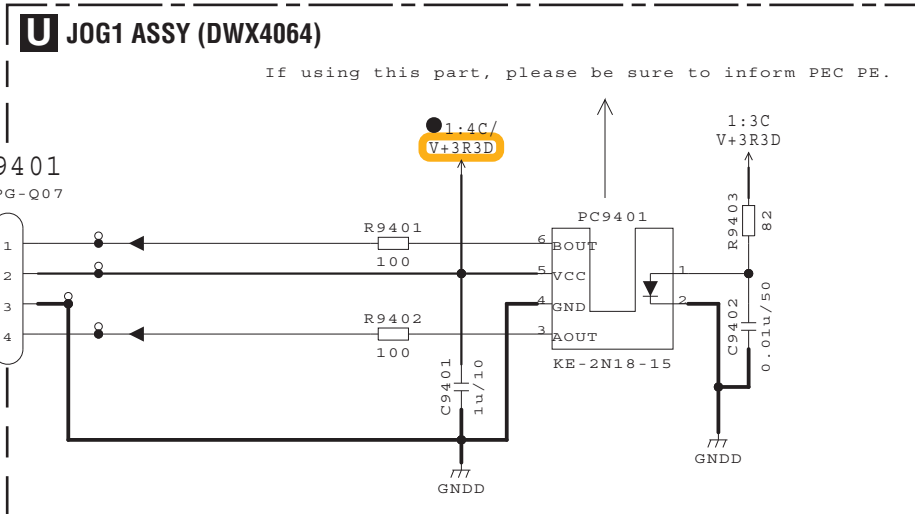 U JOG1 ASSY (DWX4064)
If using this part, please be sure to inform PEC PE.
1:4C/
V+3R3D
1:3C
V+3R3D
9401
PG-Q07
R9403
82
PC9401
1
R9401
100
6
BOUT
2
5
VCC
1
3
4
GND
2
4
R9402
100
3
AOUT
C9402
0.01u/50
KE-2N18-15
C9401
1u/10
GNDD
GNDD